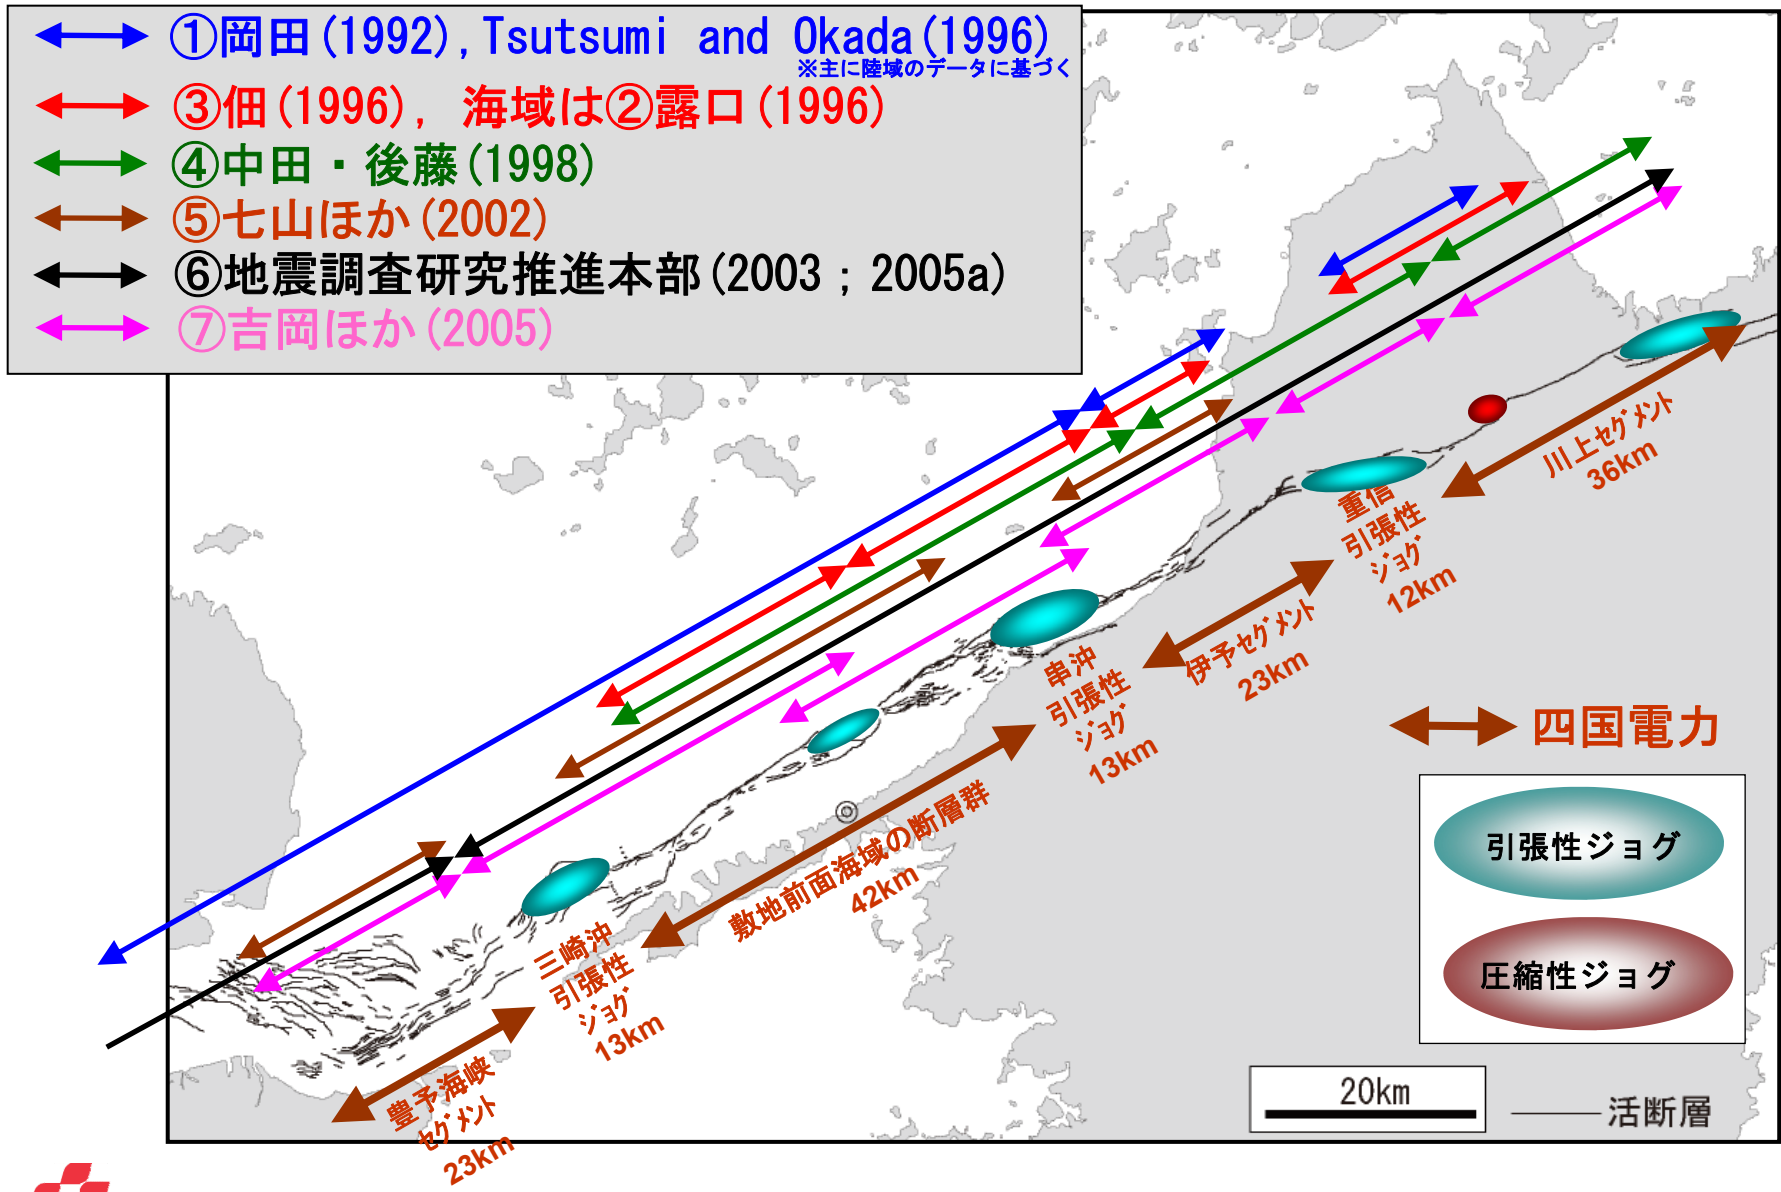 ①岡田(1992),Tsutsumi and Okada(1996)
※主に陸域のデータに基づく
③佃(1996), 海域は②露口(1996)
④中田・後藤(1998)
⑤七山ほか(2002)
⑥地震調査研究推進本部(2003；2005a)
⑦吉岡ほか(2005)
川上ｾｸﾞﾒﾝﾄ
36km
重信
引張性
ｼﾞｮｸﾞ
12km
伊予ｾｸﾞﾒﾝﾄ
23km
串沖
引張性
ｼﾞｮｸﾞ
13km
敷地前面海域の断層群
42km
三崎沖
引張性
ｼﾞｮｸﾞ
13km
豊予海峡
ｾｸﾞﾒﾝﾄ
23km
四国電力
引張性ジョグ
圧縮性ジョグ
20km
活断層